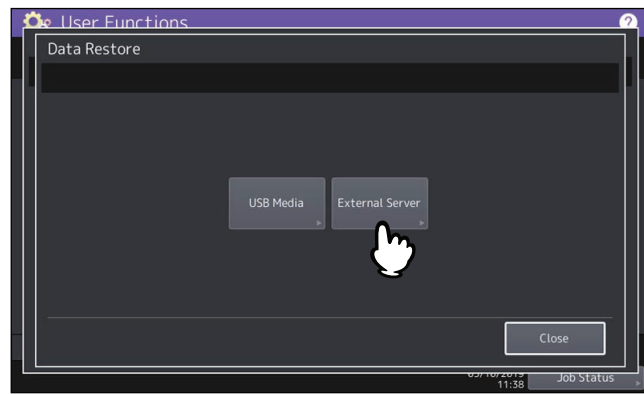 User Functions
?
Data Restore
USB Media
External Server
Close
11:38
Job Status